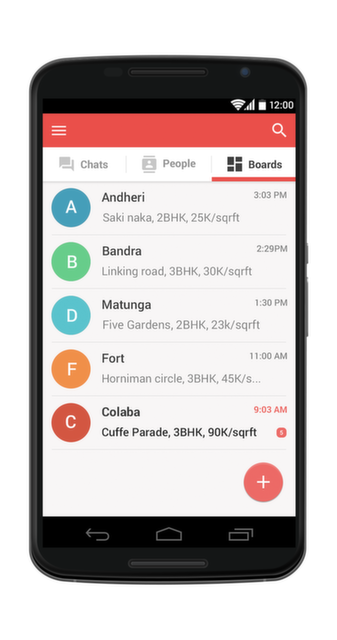 12:00
Chats People Boards
A Andheri 3:03 PM
Saki naka, 2BHK, 25K/sqrft
B Bandra 2:29PM
Linking road, 3BHK, 30K/sqrft
D Matunga 1:30 PM
Five Gardens, 2BHK, 23k/sqft
F Fort 11:00 AM
Horniman circle, 3BHK, 45K/s...
C Colaba 9:03 AM
Cuffe Parade, 3BHK, 90K/sqrft 5